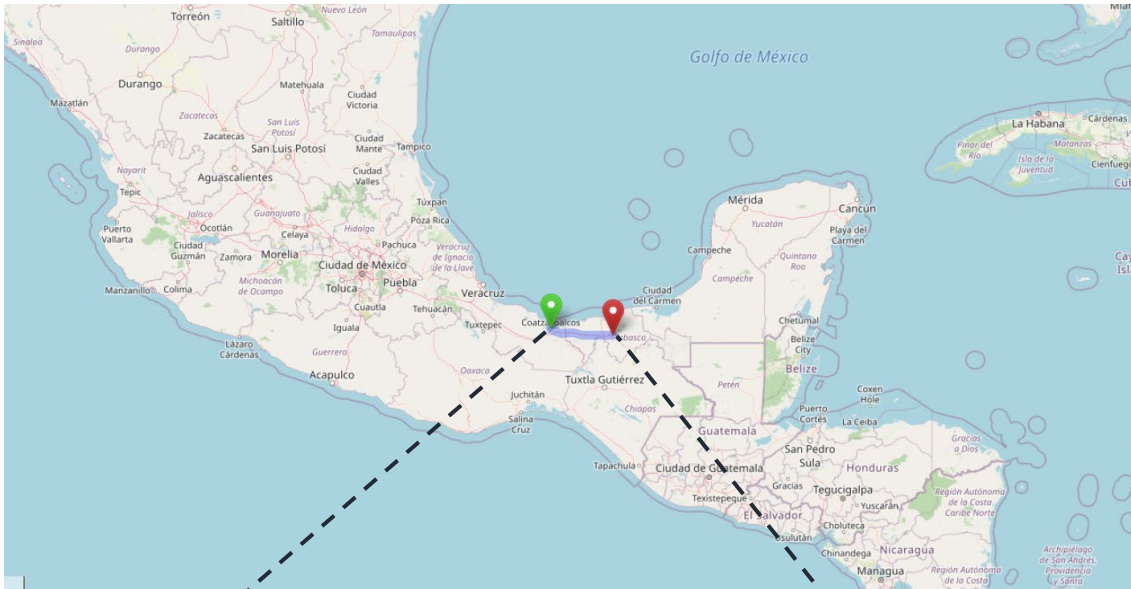 Torreón
Saltillo
Nuevo León
Sinaloa
Durango
Tamaulipas
Durango
Matehuala
Ciudad
Victoria
Mazatlán
Zacatecas
San Luis
Potosí
Zacatecas
Ciudad
Mante
San Luis Potosí
Tampico
Nayarit
Aguascalientes
Ciudad
Valles
Tepic
Jalisco
Guanajuato
Túxpan
Poza Rica
Puerto
Vallarta
Ocotlán
Celaya
Hidalgo
Pachuca
Ciudad
Guzmán
Zamora
Morelia
Veracruz
de Ignacio
de la Llave
Ciudad de México
Toluca
Puebla
Manzanillo
Colima
Michoacán
de Ocampo
Cuautla
Tehuacán
Veracruz
Iguala
Tuxtepec
Lázaro
Cárdenas
Guerrero
Acapulco
Oaxaca
Juchitán
Salina
Cruz
Tuxtla Gutiérrez
Chiapas
Tapachula
Golfo de México
La Habana
Cárdenas
Pinar del
Río
Matanzas
Isla de la
Juventud
Mérida
Cancún
Yucatán
Playa del
Carmen
Campeche
Quintana
Roo
Campeche
Ciudad
del Carmen
Chetumal
Belize
City
Belize
Petén
Coxen
Hole
Puerto
Cortés
La Ceiba
Guatemala
San Pedro
Sula
Gracias
a Dios
Ciudad de Guatemala
Honduras
Gracias
Tegucigalpa
Texistepeque
Yuscarán
Región Autónoma
de la Costa
Caribe Norte
El Salvador
Choluteca
Usulután
Chinandega
Nicaragua
Managua
Región Autónoma
de la Costa
Archipiélago
de San Andrés,
Providencia
y Santa